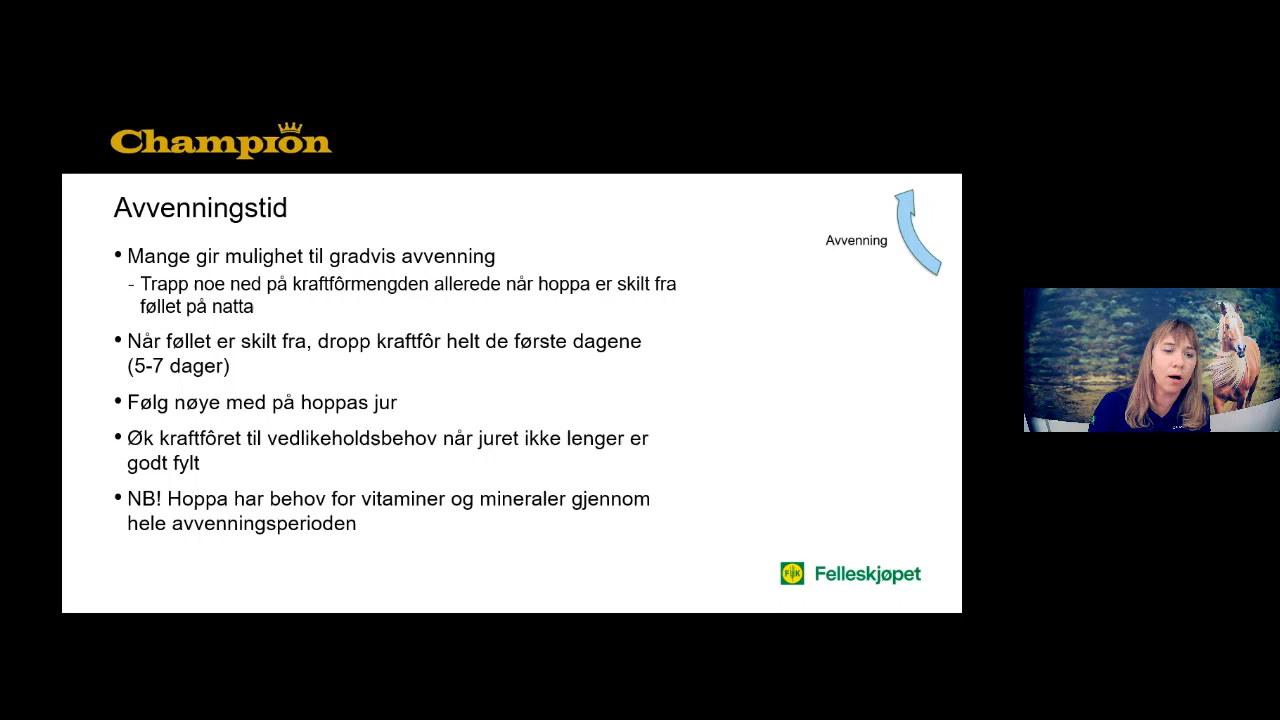 Champion
Avvenningstid
Avvenning
• Mange gir mulighet til gradvis avvenning
- Trapp noe ned på kraftfôrmengden allerede når hoppa er skilt fra
føllet på natta
• Når føllet er skilt fra, dropp kraftfôr helt de første dagene
(5-7 dager)
• Følg nøye med på hoppas jur
• Øk kraftfôret til vedlikeholdsbehov når juret ikke lenger er
godt fylt
• NB! Hoppa har behov for vitaminer og mineraler gjennom
hele avvenningsperioden
FK Felleskjøpet